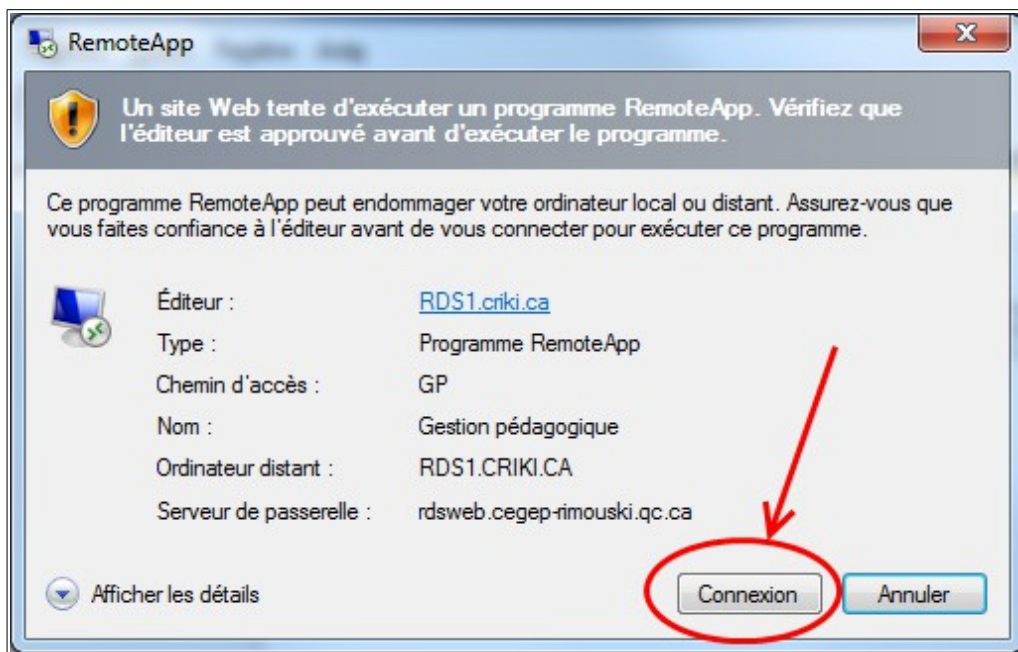 RemoteApp
Un site Web tente d'exécuter un programme RemoteApp. Vérifiez que
l'éditeur est approuvé avant d'exécuter le programme.
Ce programme RemoteApp peut endommager votre ordinateur local ou distant. Assurez-vous que
vous faites confiance à l'éditeur avant de vous connecter pour exécuter ce programme.
Éditeur : RDS1.criki.ca
Type : Programme RemoteApp
Chemin d'accès : GP
Nom : Gestion pédagogique
Ordinateur distant : RDS1.CRIKI.CA
Serveur de passerelle : rdsweb.cegep-rimouski.qc.ca
Afficher les détails Connexion Annuler